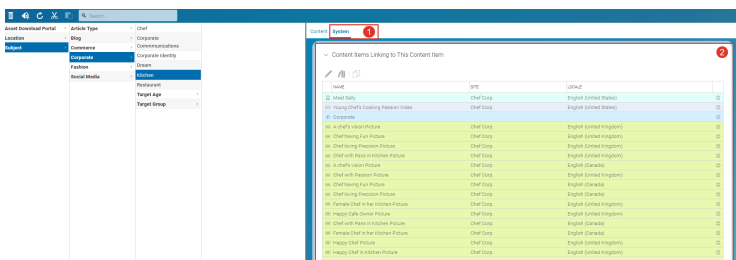 Search...
Asset Download Portal
Location
Subject
Article Type
Blog
Commerce
Corporate
Fashion
Social Media
Chef
Corporate
Communications
Corporate Identity
Dream
Kitchen
Restaurant
Target Age
Target Group
Content System 1
Content Items Linking to This Content Item 2
NAME SITE LOCALE
Meet Sally Chef Corp. English (United States)
Young Chef's Cooking Passion Video Chef Corp. English (United States)
Corporate
A chef's vision Picture Chef Corp. English (United Kingdom)
Chef having Fun Picture Chef Corp. English (United Kingdom)
Chef loving Precision Picture Chef Corp. English (United Kingdom)
Chef with Pans in Kitchen Picture Chef Corp. English (United Kingdom)
A chef's vision Picture Chef Corp. English (Canada)
Chef with Passion Picture Chef Corp. English (United Kingdom)
Chef having Fun Picture Chef Corp. English (Canada)
Chef loving Precision Picture Chef Corp. English (Canada)
Female Chef in her Kitchen Picture Chef Corp. English (United Kingdom)
Happy Cafe Owner Picture Chef Corp. English (United Kingdom)
Chef with Pans in Kitchen Picture Chef Corp. English (Canada)
Female Chef in her Kitchen Picture Chef Corp. English (Canada)
Happy Chef Picture Chef Corp. English (United Kingdom)
Happy Chef in Kitchen Picture Chef Corp. English (United Kingdom)